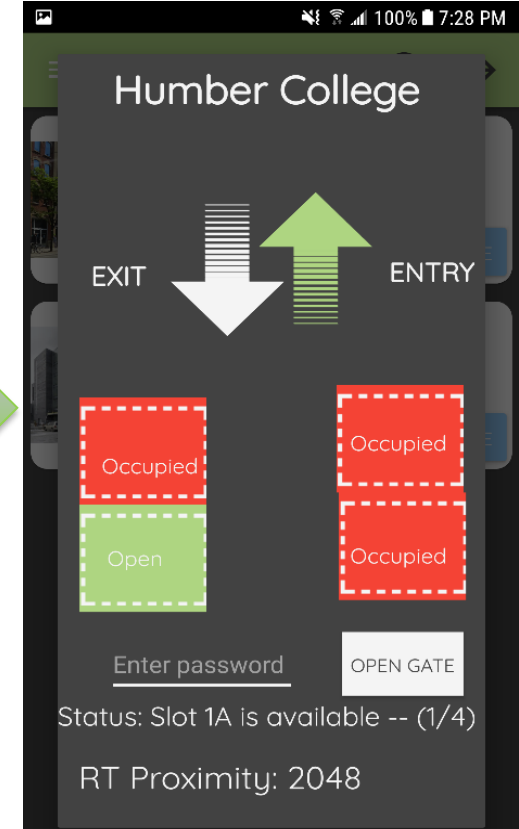 100% 7:28 PM
Humber College
EXIT
ENTRY
Occupied
Occupied
Open
Occupied
Enter password
OPEN GATE
Status: Slot 1A is available -- (1/4)
RT Proximity: 2048